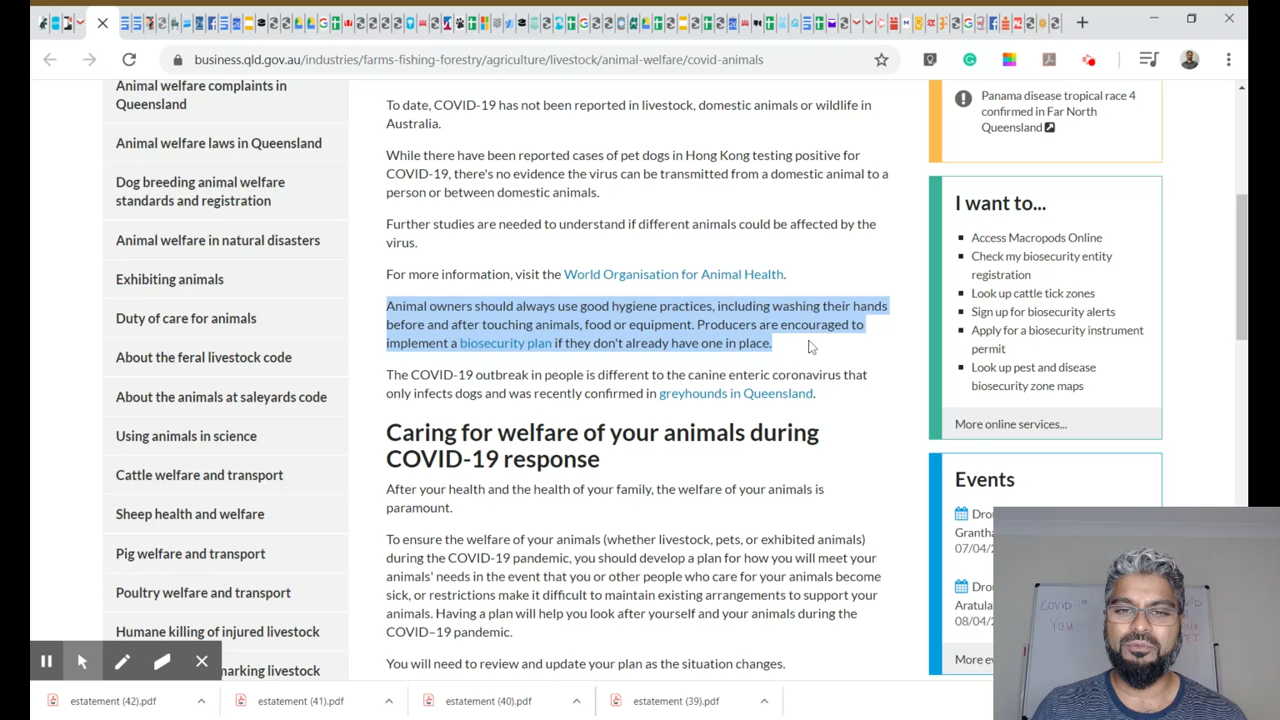 business.qld.gov.au/industries/farms-fishing-forestry/agriculture/livestock/animal-welfare/covid-animals
Animal welfare complaints in
Queensland
Animal welfare laws in Queensland
Dog breeding animal welfare
standards and registration
Animal welfare in natural disasters
Exhibiting animals
Duty of care for animals
About the feral livestock code
About the animals at saleyards code
Using animals in science
Cattle welfare and transport
Sheep health and welfare
Pig welfare and transport
Poultry welfare and transport
Humane killing of injured livestock
marking livestock
To date, COVID-19 has not been reported in livestock, domestic animals or wildlife in
Australia.
While there have been reported cases of pet dogs in Hong Kong testing positive for
COVID-19, there's no evidence the virus can be transmitted from a domestic animal to a
person or between domestic animals.
Further studies are needed to understand if different animals could be affected by the
virus.
For more information, visit the World Organisation for Animal Health.
Animal owners should always use good hygiene practices, including washing their hands
before and after touching animals, food or equipment. Producers are encouraged to
implement a biosecurity plan if they don't already have one in place.
The COVID-19 outbreak in people is different to the canine enteric coronavirus that
only infects dogs and was recently confirmed in greyhounds in Queensland.
Caring for welfare of your animals during
COVID-19 response
After your health and the health of your family, the welfare of your animals is
paramount.
To ensure the welfare of your animals (whether livestock, pets, or exhibited animals)
during the COVID-19 pandemic, you should develop a plan for how you will meet your
animals' needs in the event that you or other people who care for your animals become
sick, or restrictions make it difficult to maintain existing arrangements to support your
animals. Having a plan will help you look after yourself and your animals during the
COVID–19 pandemic.
You will need to review and update your plan as the situation changes.
Panama disease tropical race 4
confirmed in Far North
Queensland
I want to...
Access Macropods Online
Check my biosecurity entity
registration
Look up cattle tick zones
Sign up for biosecurity alerts
Apply for a biosecurity instrument
permit
Look up pest and disease
biosecurity zone maps
More online services...
Events
Dro
Grantha
07/04/2
Dro
Aratula
08/04/2
More ev
COVID-19
YOU
estatement (42).pdf
estatement (41).pdf
estatement (40).pdf
estatement (39).pdf